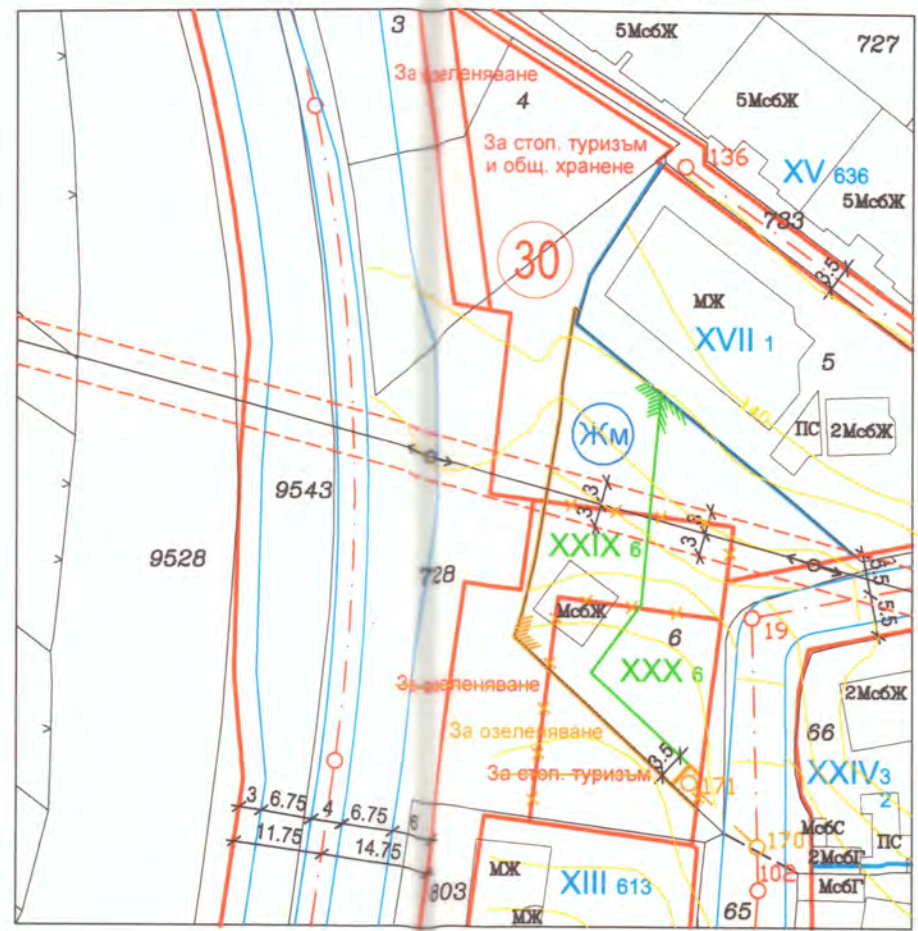 3
5МсбЖ
727
За озеленяване
4
5МсбЖ
За стоп. туризъм
и общ. хранене
136
XV 636
5МсбЖ
733
30
3.5
МЖ
XVII 1
5
140
ПС
2МсбЖ
Жм
9543
3
3
3
3
9528
728
XXIX 6
5.5
5.5
МсбЖ
6
19
XXX 6
За озеленяване
2МсбЖ
66
За озеленяване
3.5
За стоп. туризъм
171
XXIV 3
2
3
6.75
4
6.75
6
11.75
14.75
МсбС
170
ПС
2МсбГ
МЖ
102
803
XIII 613
МсбГ
МЖ
65